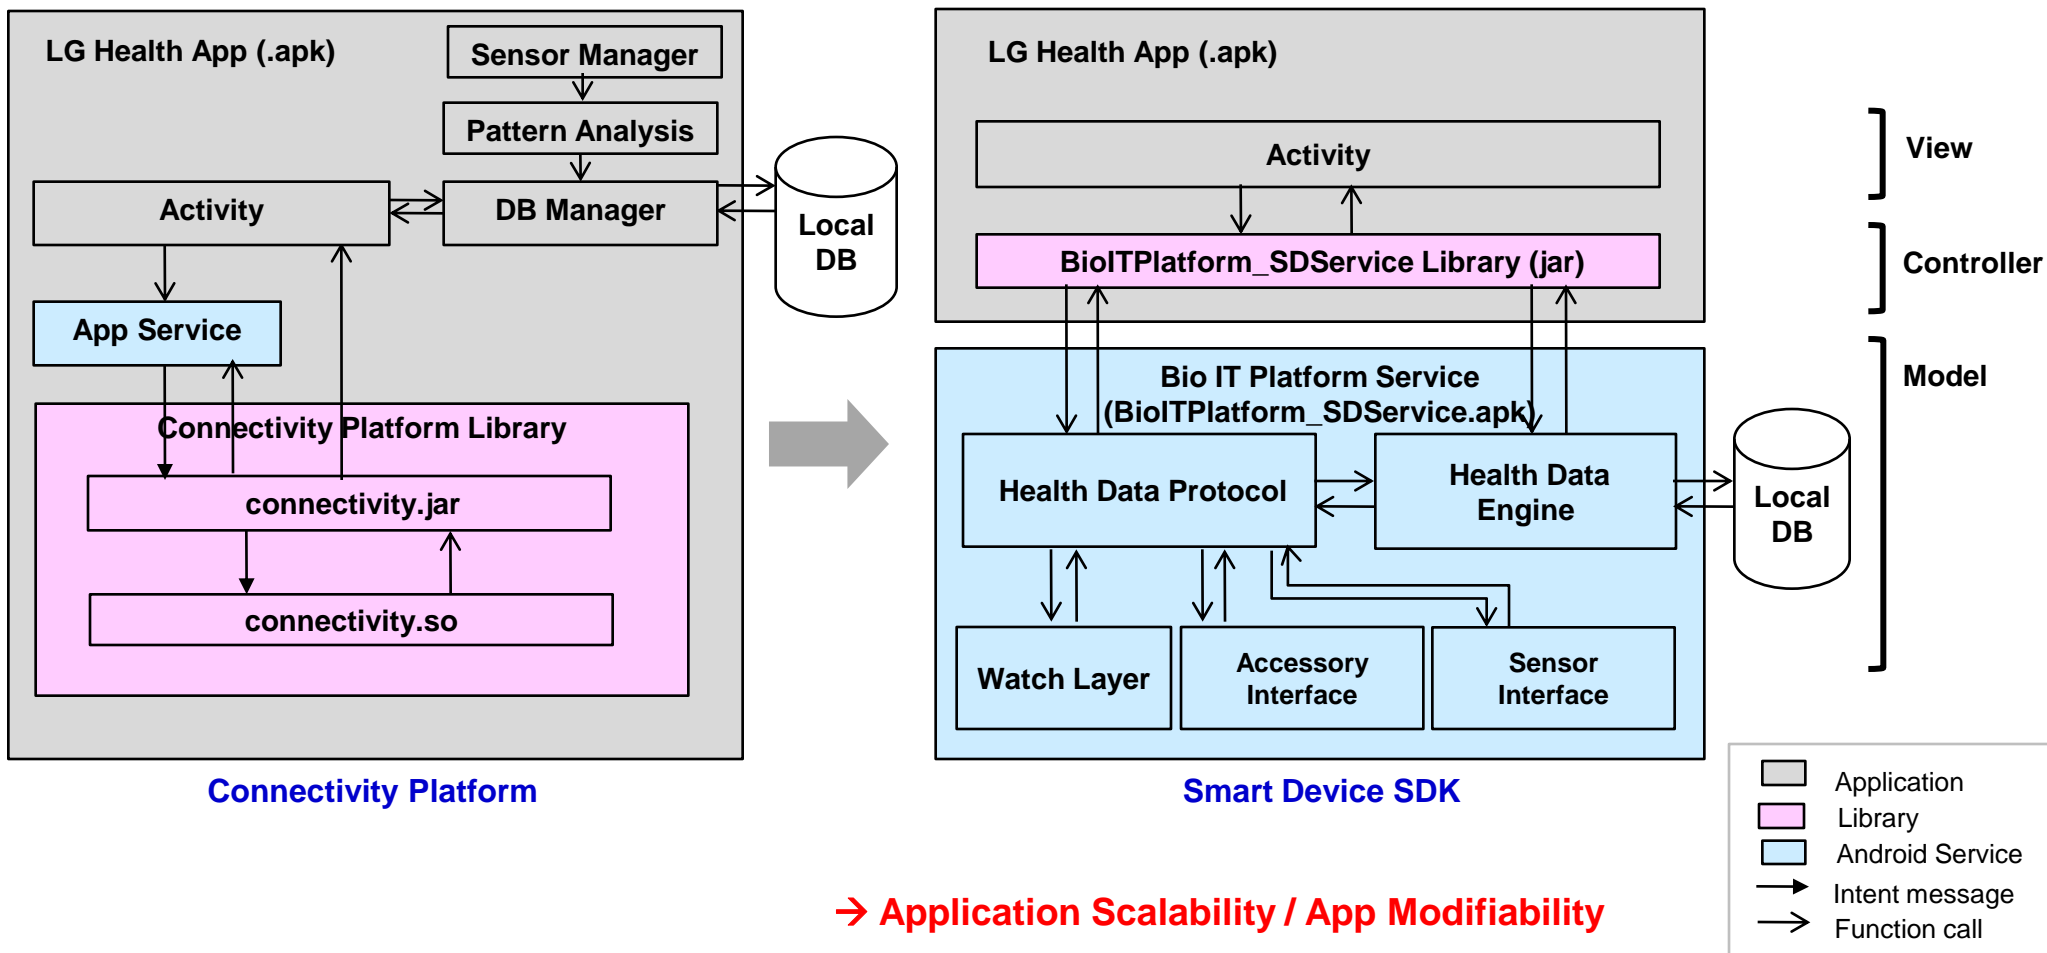 LG Health App (.apk)
Sensor Manager
Pattern Analysis
Activity
DB Manager
Local
DB
App Service
Connectivity Platform Library
connectivity.jar
connectivity.so
Connectivity Platform
LG Health App (.apk)
Activity
BioITPlatform_SDService Library (jar)
Bio IT Platform Service
(BioITPlatform_SDService.apk)
Health Data Protocol
Health Data
Engine
Local
DB
Watch Layer
Accessory
Interface
Sensor
Interface
Smart Device SDK
View
Controller
Model
Application
Library
Android Service
Intent message
Function call
→ Application Scalability / App Modifiability